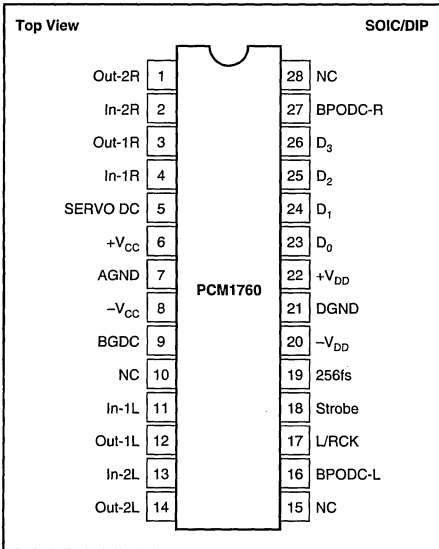 Top View SOIC/DIP
Out-2R 1 28 NC
In-2R 2 27 BPODC-R
Out-1R 3 26 D3
In-1R 4 25 D2
SERVO DC 5 24 D1
+VCC 6 23 D0
AGND 7 22 +VDD
PCM1760
–VCC 8 21 DGND
BGDC 9 20 –VDD
NC 10 19 256fs
In-1L 11 18 Strobe
Out-1L 12 17 L/RCK
In-2L 13 16 BPODC-L
Out-2L 14 15 NC